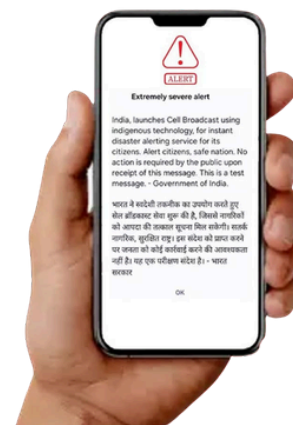 ALERT
Extremely severe alert
India, launches Cell Broadcast using
indigenous technology, for instant
disaster alerting service for its
citizens. Alert citizens, safe nation. No
action is required by the public upon
receipt of this message. This is a test
message. - Government of India.
भारत ने स्वदेशी तकनीक का उपयोग करते हुए
सेल ब्रॉडकास्ट सेवा शुरू की है, जिससे नागरिकों
को आपदा की तत्काल सूचना मिल सकेगी। सतर्क
नागरिक, सुरक्षित राष्ट्र। इस संदेश को प्राप्त करने
पर जनता को कोई कार्रवाई करने की आवश्यकता
नहीं है। यह एक परीक्षण संदेश है। - भारत
सरकार
OK